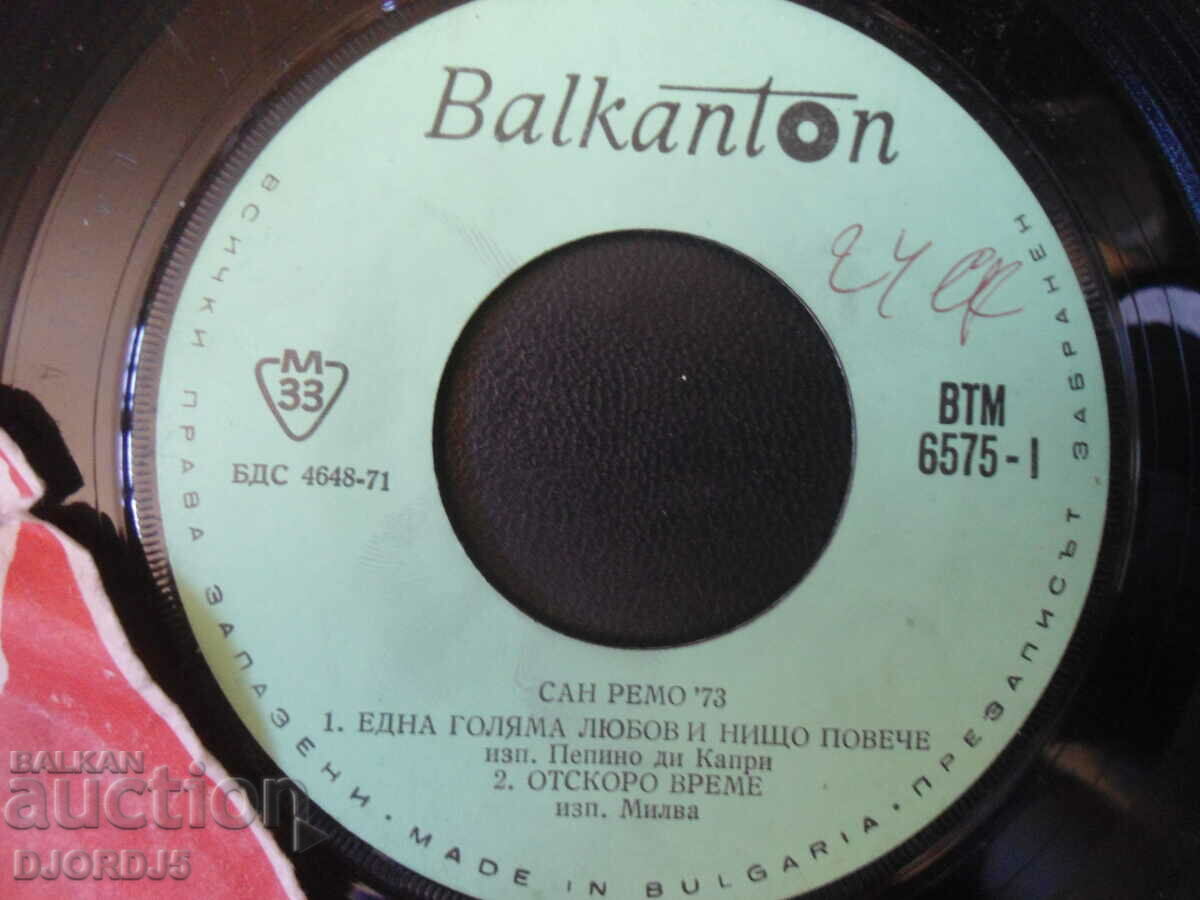 Balkanton
ВСИЧКИ ПРАВА ЗАПАЗЕНИ • MADE IN BULGARIA • ПРЕЗАПИСЪТ ЗАБРАНЕН
M
33
БДС 4648-71
ВТМ
6575 - I
САН РЕМО '73
1. ЕДНА ГОЛЯМА ЛЮБОВ И НИЩО ПОВЕЧЕ
изп. Пепино ди Капри
2. ОТСКОРО ВРЕМЕ
изп. Милва
BALKAN
auction
DJORDJ5